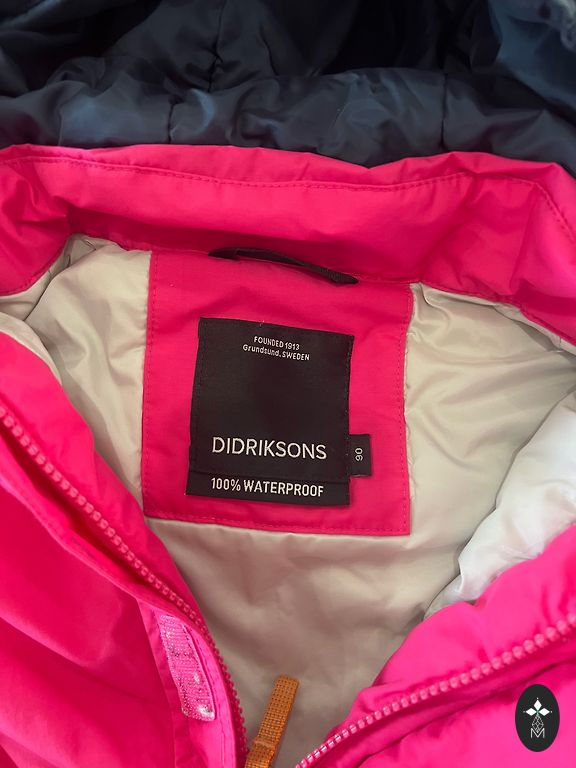 FOUNDED 1913
Grundsund. SWEDEN
DIDRIKSONS
90
100% WATERPROOF
M